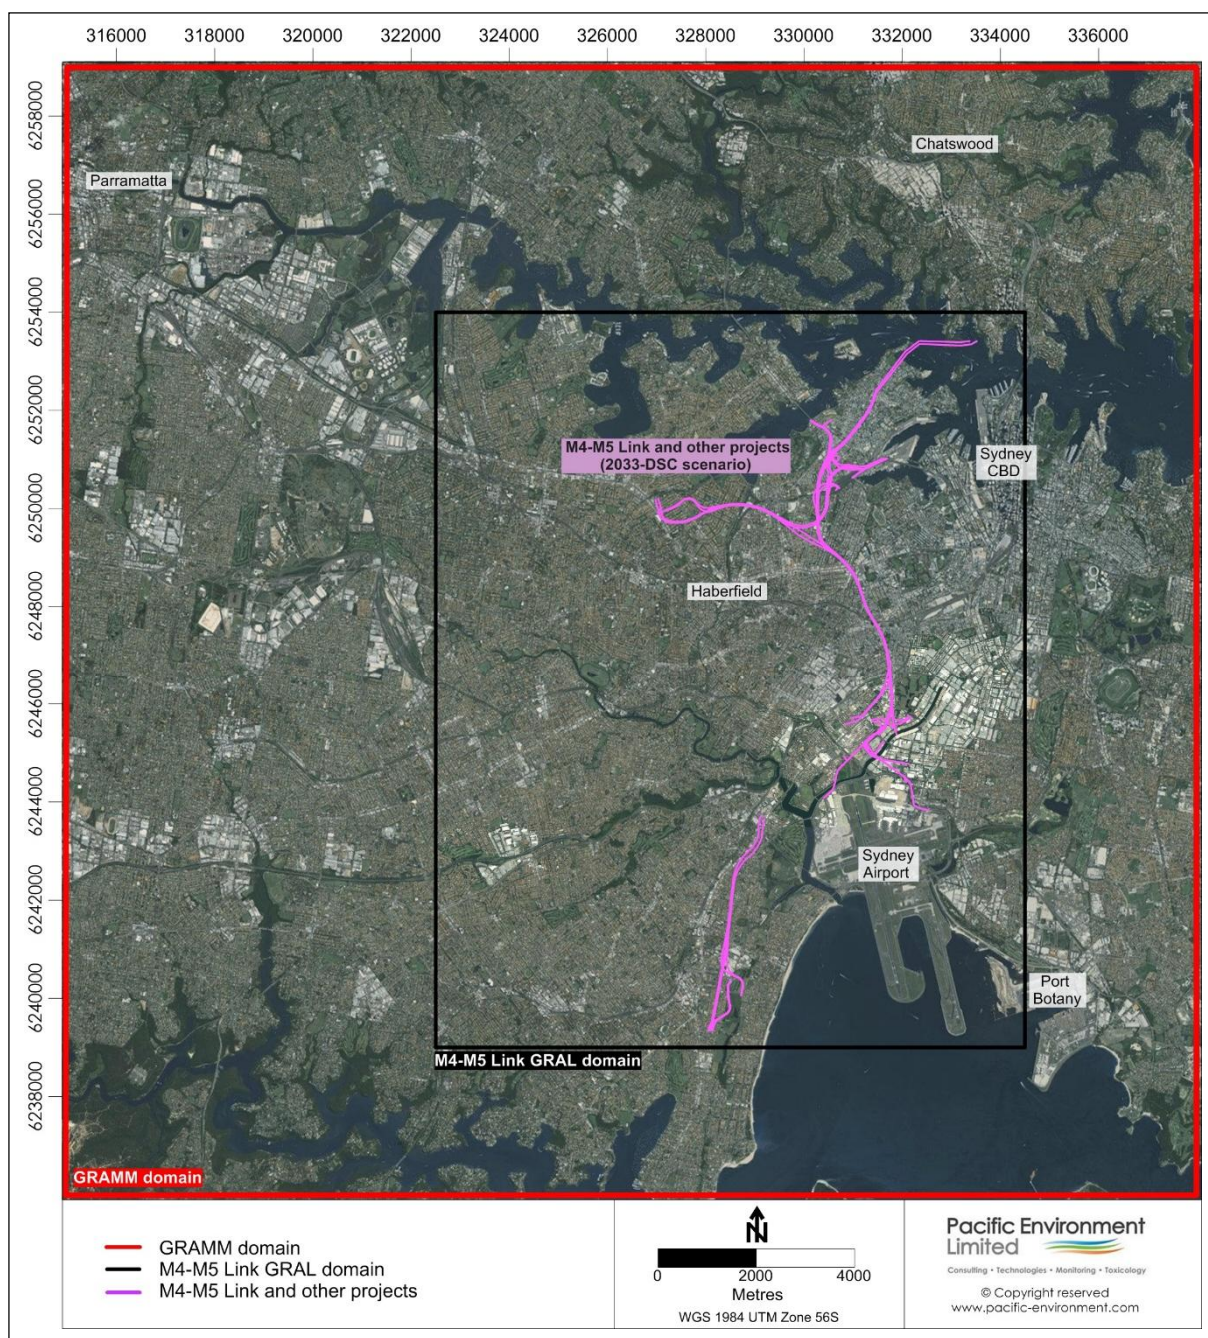 316000 318000 320000 322000 324000 326000 328000 330000 332000 334000 336000
6258000
Chatswood
Parramatta
6256000
6254000
6252000
M4-M5 Link and other projects
(2033-DSC scenario)
Sydney
CBD
6250000
Haberfield
6248000
6246000
6244000
Sydney
Airport
6242000
Port
Botany
6240000
M4-M5 Link GRAL domain
6238000
GRAMM domain
GRAMM domain
M4-M5 Link GRAL domain
M4-M5 Link and other projects
N
0 2000 4000
Metres
WGS 1984 UTM Zone 56S
Pacific Environment
Limited
Consulting • Technologies • Monitoring • Toxicology
© Copyright reserved
www.pacific-environment.com